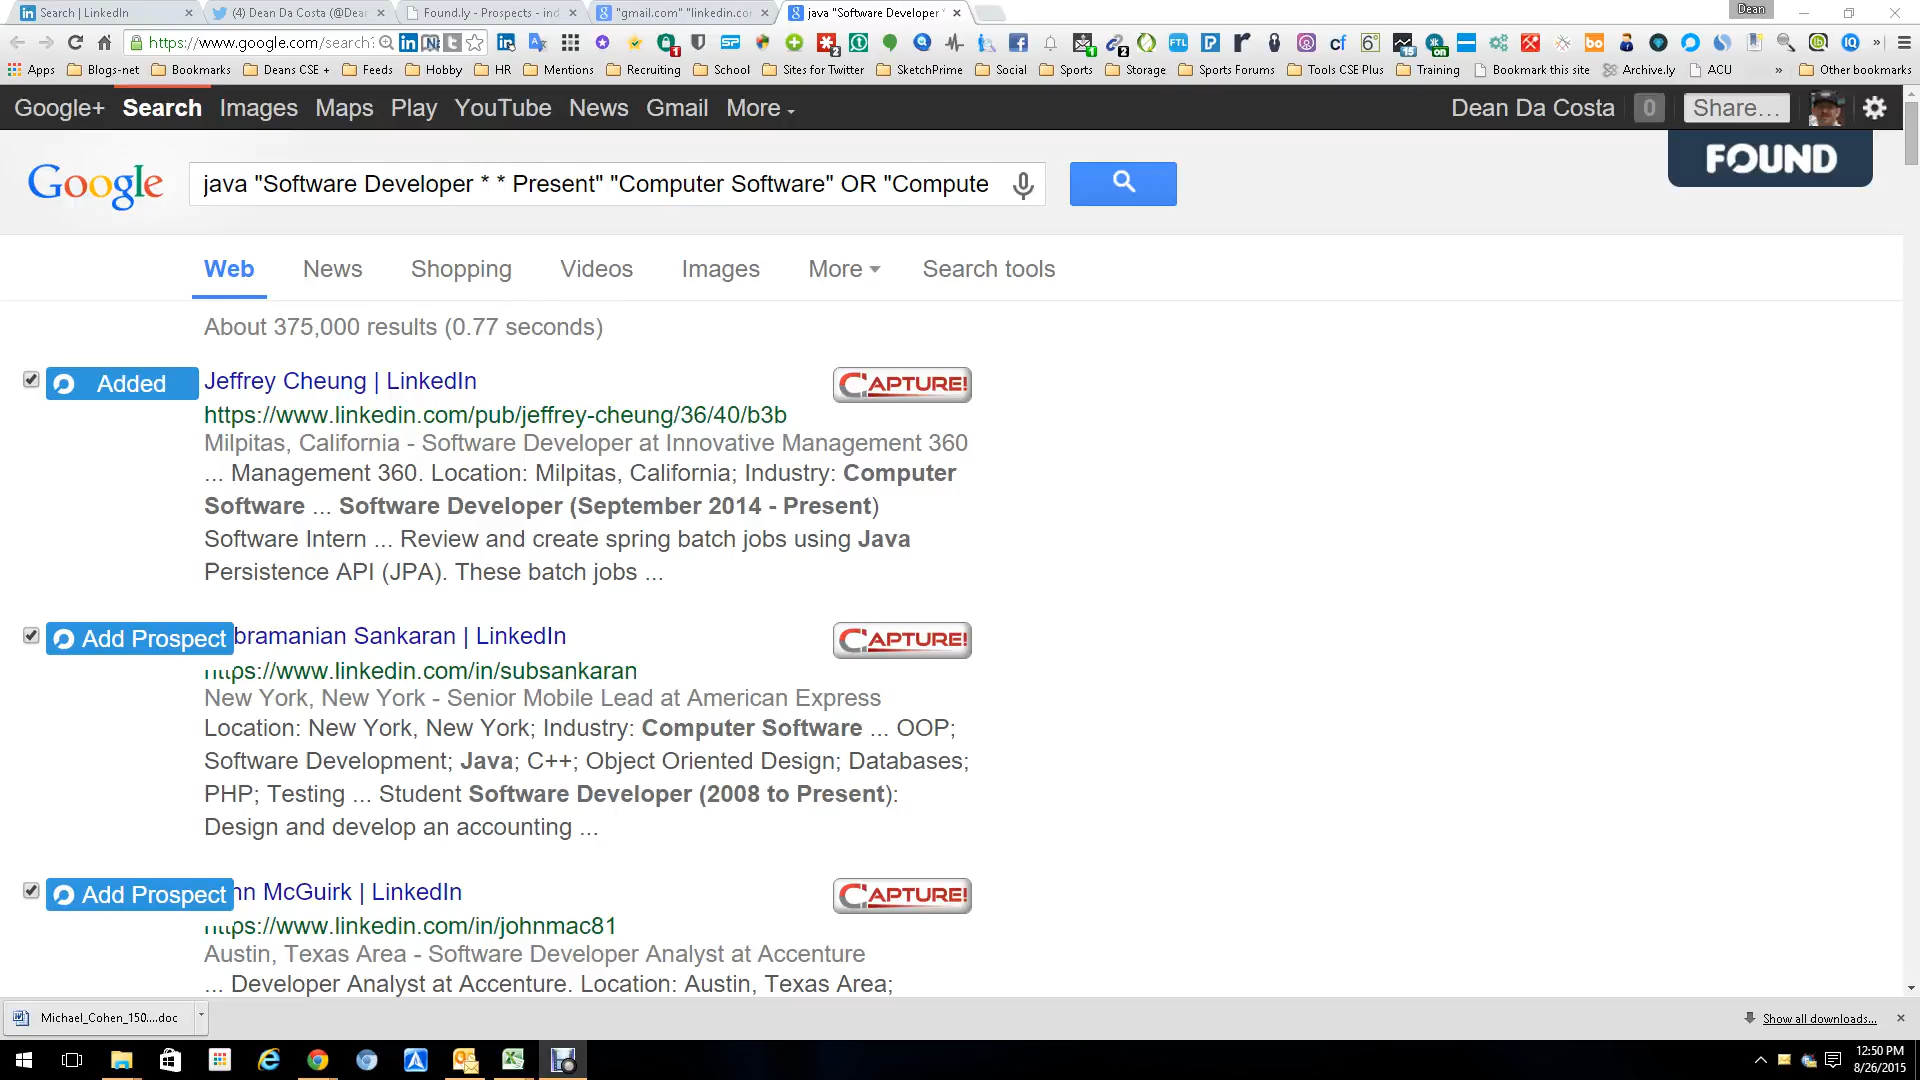 Search | LinkedIn
(4) Dean Da Costa (@Dear
Found.ly - Prospects - ind
"gmail.com" "linkedin.cor
java "Software Developer *
Dean
https://www.google.com/search?
Apps
Blogs-net
Bookmarks
Deans CSE +
Feeds
Hobby
HR
Mentions
Recruiting
School
Sites for Twitter
SketchPrime
Social
Sports
Storage
Sports Forums
Tools CSE Plus
Training
Bookmark this site
Archive.ly
ACU
»
Other bookmarks
Google+ Search Images Maps Play YouTube News Gmail More
Dean Da Costa 0 Share...
FOUND
Google
java "Software Developer * * Present" "Computer Software" OR "Compute
Web News Shopping Videos Images More Search tools
About 375,000 results (0.77 seconds)
Added Jeffrey Cheung | LinkedIn
CAPTURE!
https://www.linkedin.com/pub/jeffrey-cheung/36/40/b3b
Milpitas, California - Software Developer at Innovative Management 360
... Management 360. Location: Milpitas, California; Industry: Computer
Software ... Software Developer (September 2014 - Present)
Software Intern ... Review and create spring batch jobs using Java
Persistence API (JPA). These batch jobs ...
Add Prospect bramanian Sankaran | LinkedIn
CAPTURE!
https://www.linkedin.com/in/subsankaran
New York, New York - Senior Mobile Lead at American Express
Location: New York, New York; Industry: Computer Software ... OOP;
Software Development; Java; C++; Object Oriented Design; Databases;
PHP; Testing ... Student Software Developer (2008 to Present):
Design and develop an accounting ...
Add Prospect nn McGuirk | LinkedIn
CAPTURE!
https://www.linkedin.com/in/johnmac81
Austin, Texas Area - Software Developer Analyst at Accenture
... Developer Analyst at Accenture. Location: Austin, Texas Area;
Michael_Cohen_150....doc
Show all downloads...
12:50 PM
8/26/2015